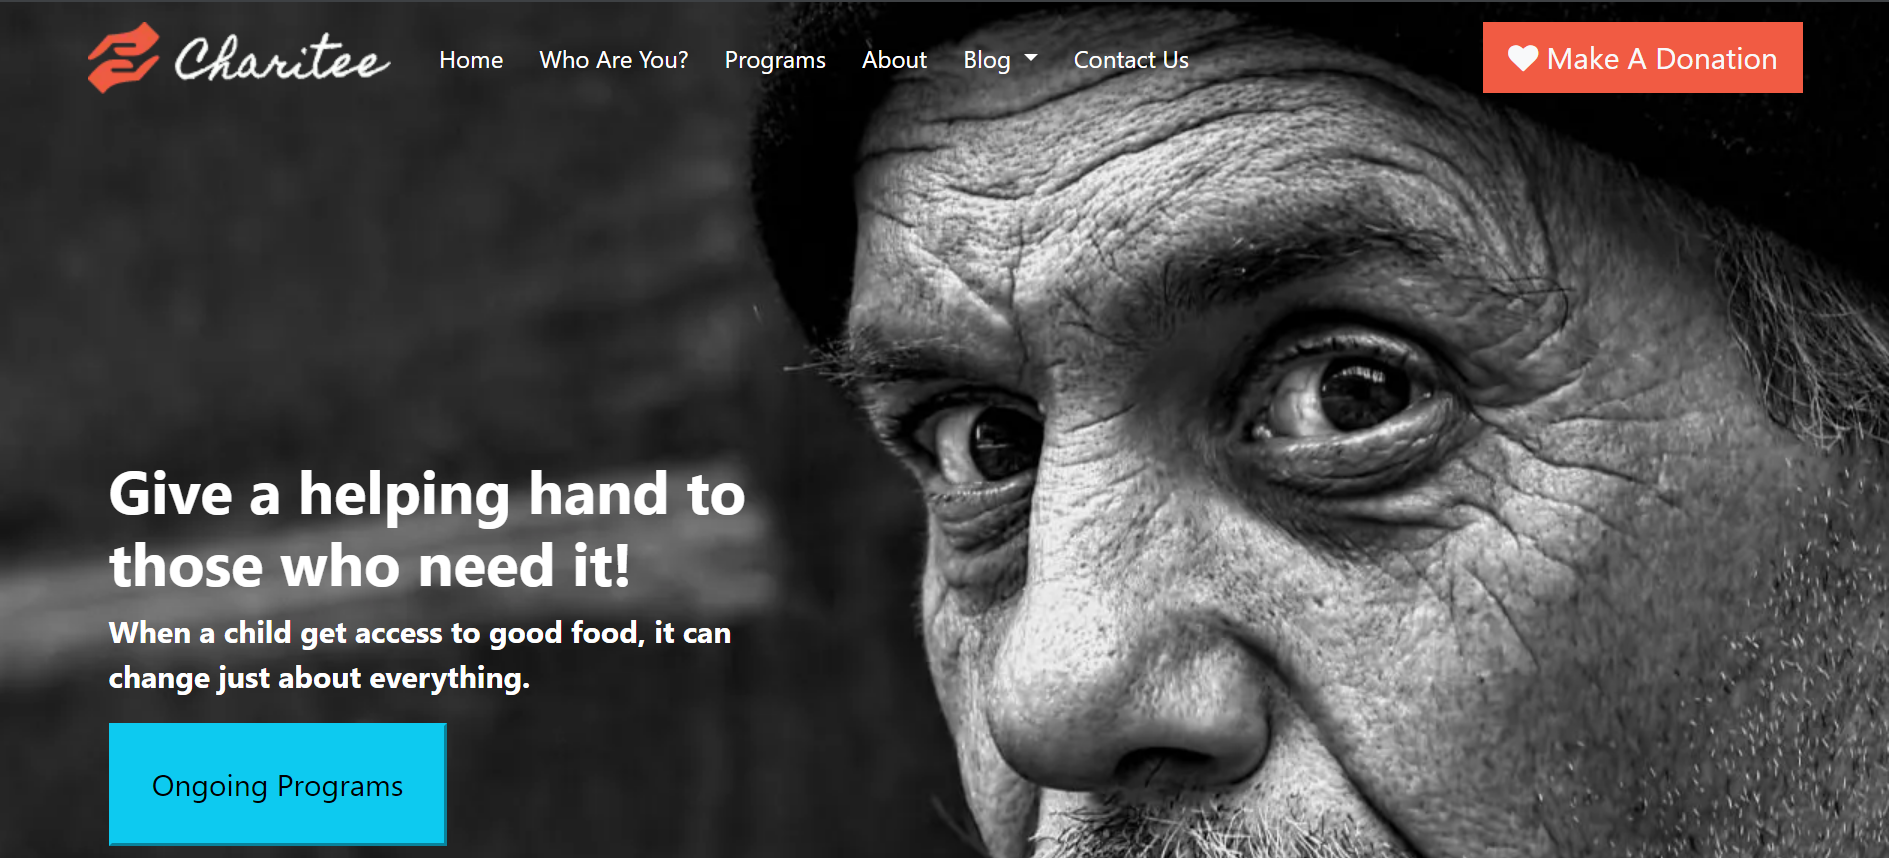 Charitee
Home
Who Are You?
Programs
About
Blog
Contact Us
Make A Donation
Give a helping hand to
those who need it!
When a child get access to good food, it can
change just about everything.
Ongoing Programs